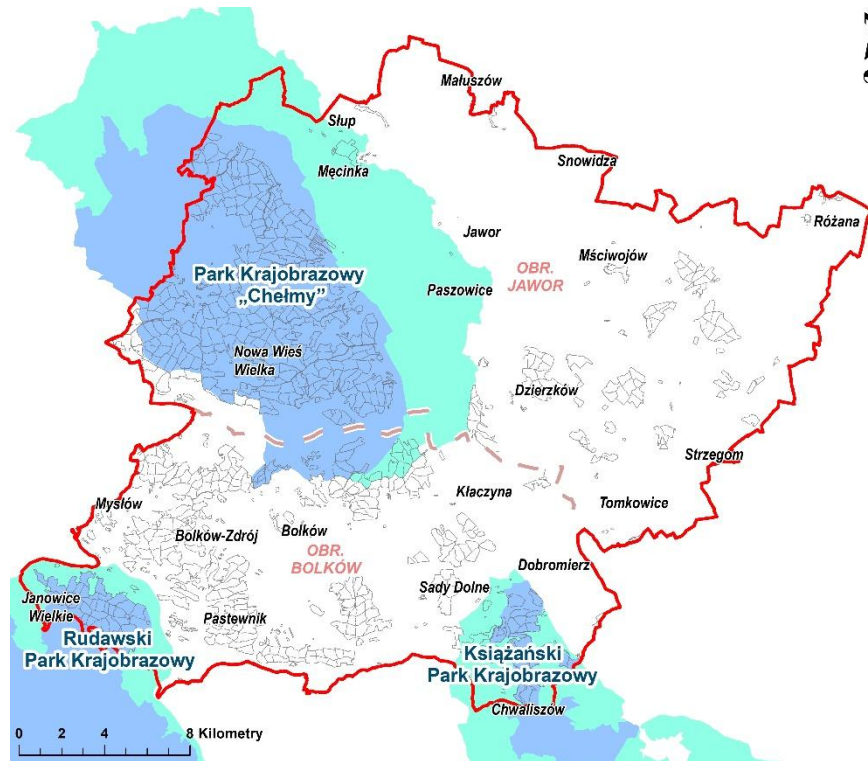 Małuszów
Słup
Snowidza
Męcinka
Różana
Jawor
Mściwojów
OBR.
JAWOR
Park Krajobrazowy
„Chełmy”
Paszowice
Nowa Wieś
Wielka
Dzierzków
Strzegom
Mysłów
Kłaczyna
Tomkowice
Bolków-Zdrój
Bolków
OBR.
BOLKÓW
Dobromierz
Sady Dolne
Janowice
Wielkie
Pastewnik
Rudawski
Park Krajobrazowy
Książański
Park Krajobrazowy
Chwaliszów
0 2 4 8 Kilometry